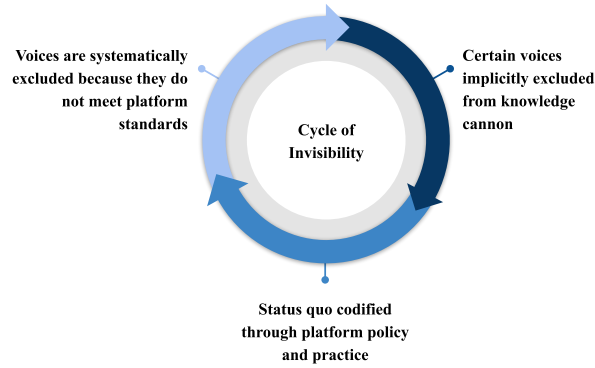 Voices are systematically
excluded because they do
not meet platform
standards
Certain voices
implicitly excluded
from knowledge
cannon
Cycle of
Invisibility
Status quo codified
through platform policy
and practice